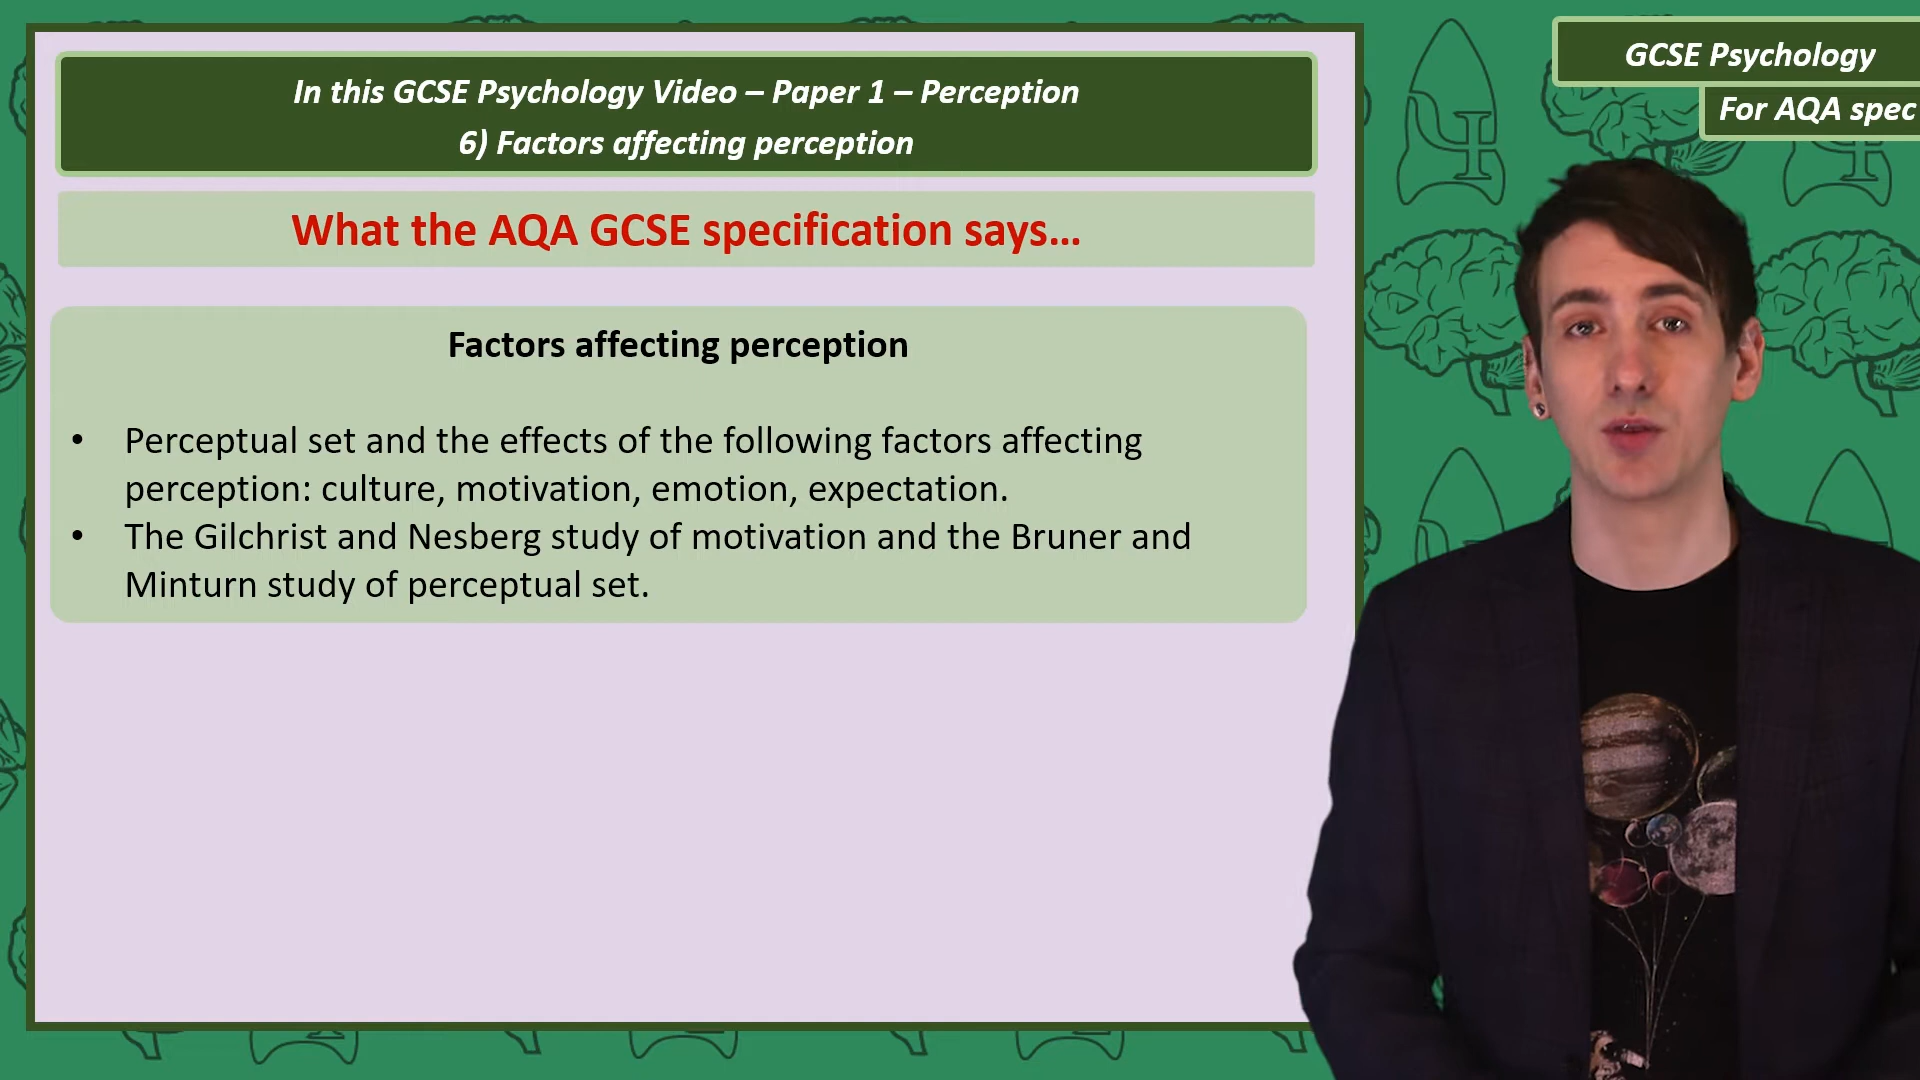 In this GCSE Psychology Video – Paper 1 – Perception
6) Factors affecting perception
What the AQA GCSE specification says...
Factors affecting perception
• Perceptual set and the effects of the following factors affecting
perception: culture, motivation, emotion, expectation.
• The Gilchrist and Nesberg study of motivation and the Bruner and
Minturn study of perceptual set.
GCSE Psychology
For AQA spec